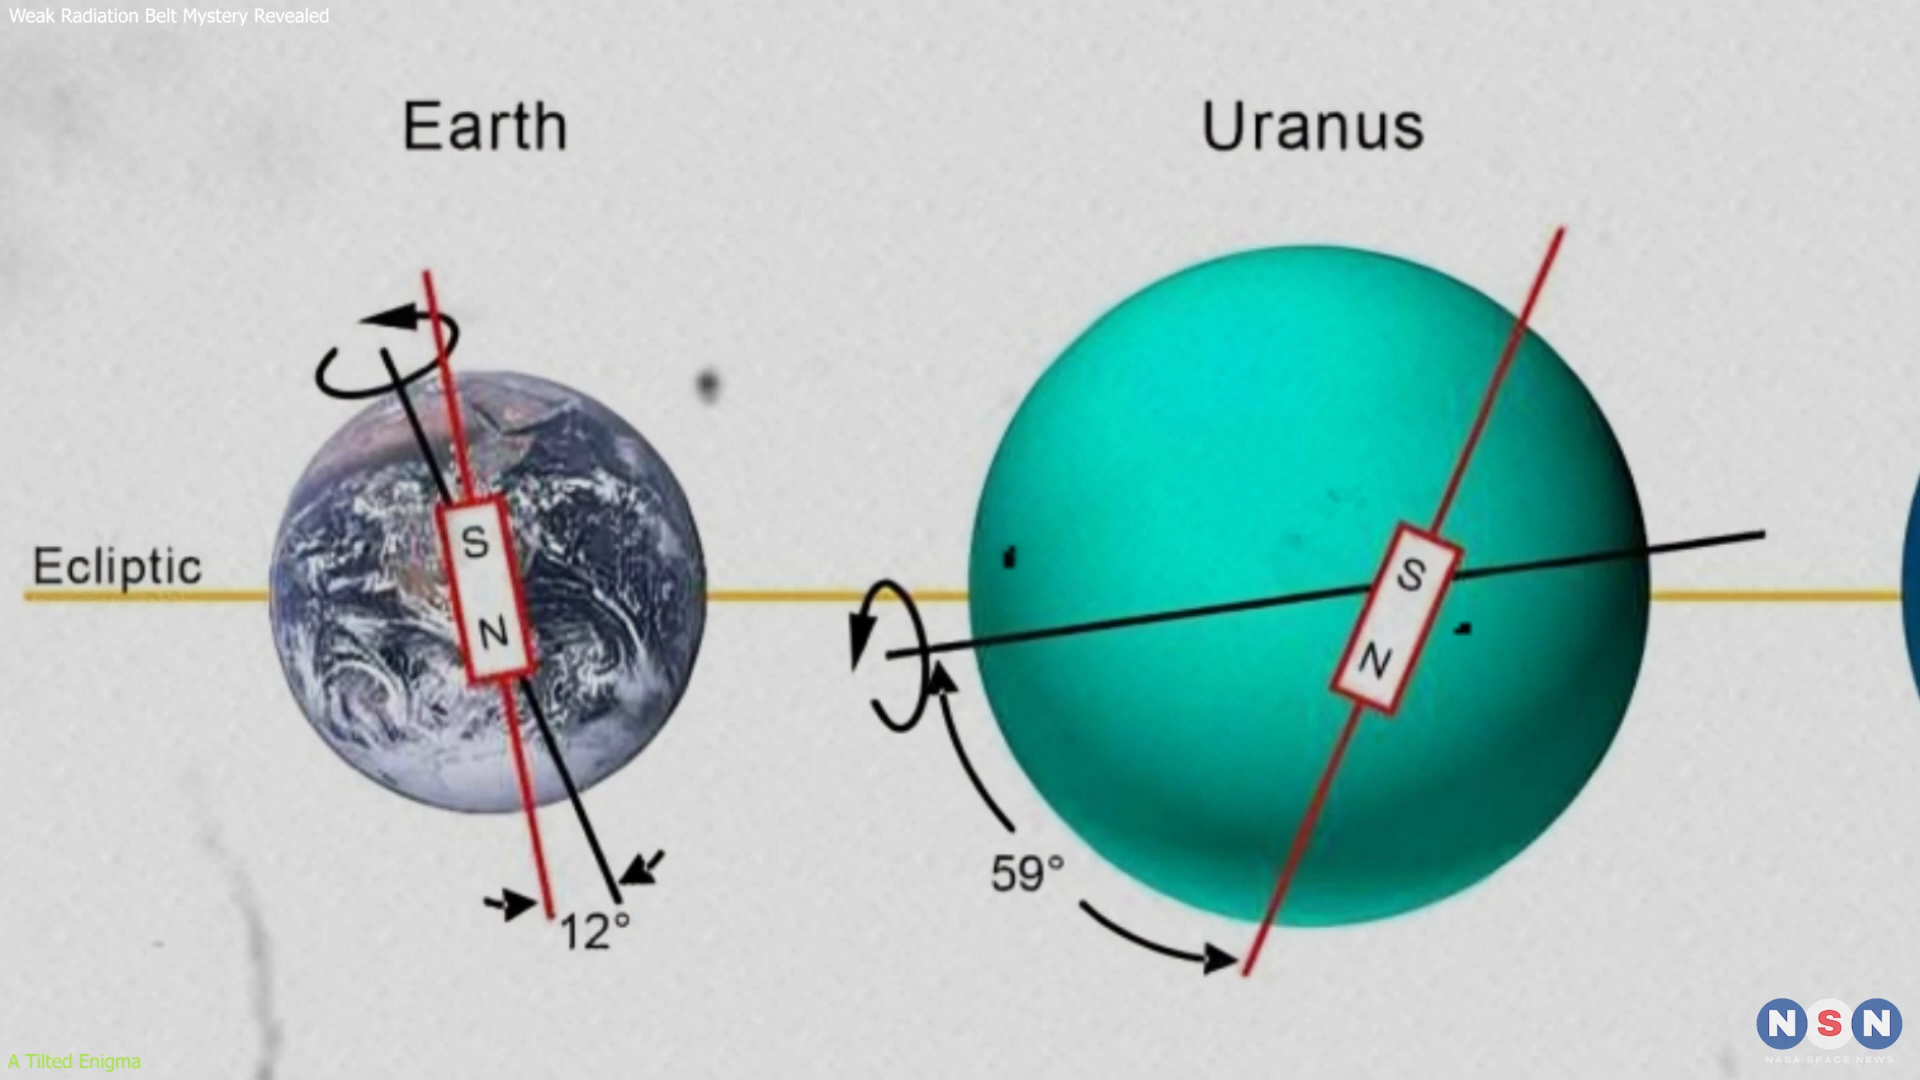 Weak Radiation Belt Mystery Revealed
Earth
Uranus
Ecliptic
S
N
S
N
12°
59°
NSN
NASA SPACE NEWS
A Tilted Enigma